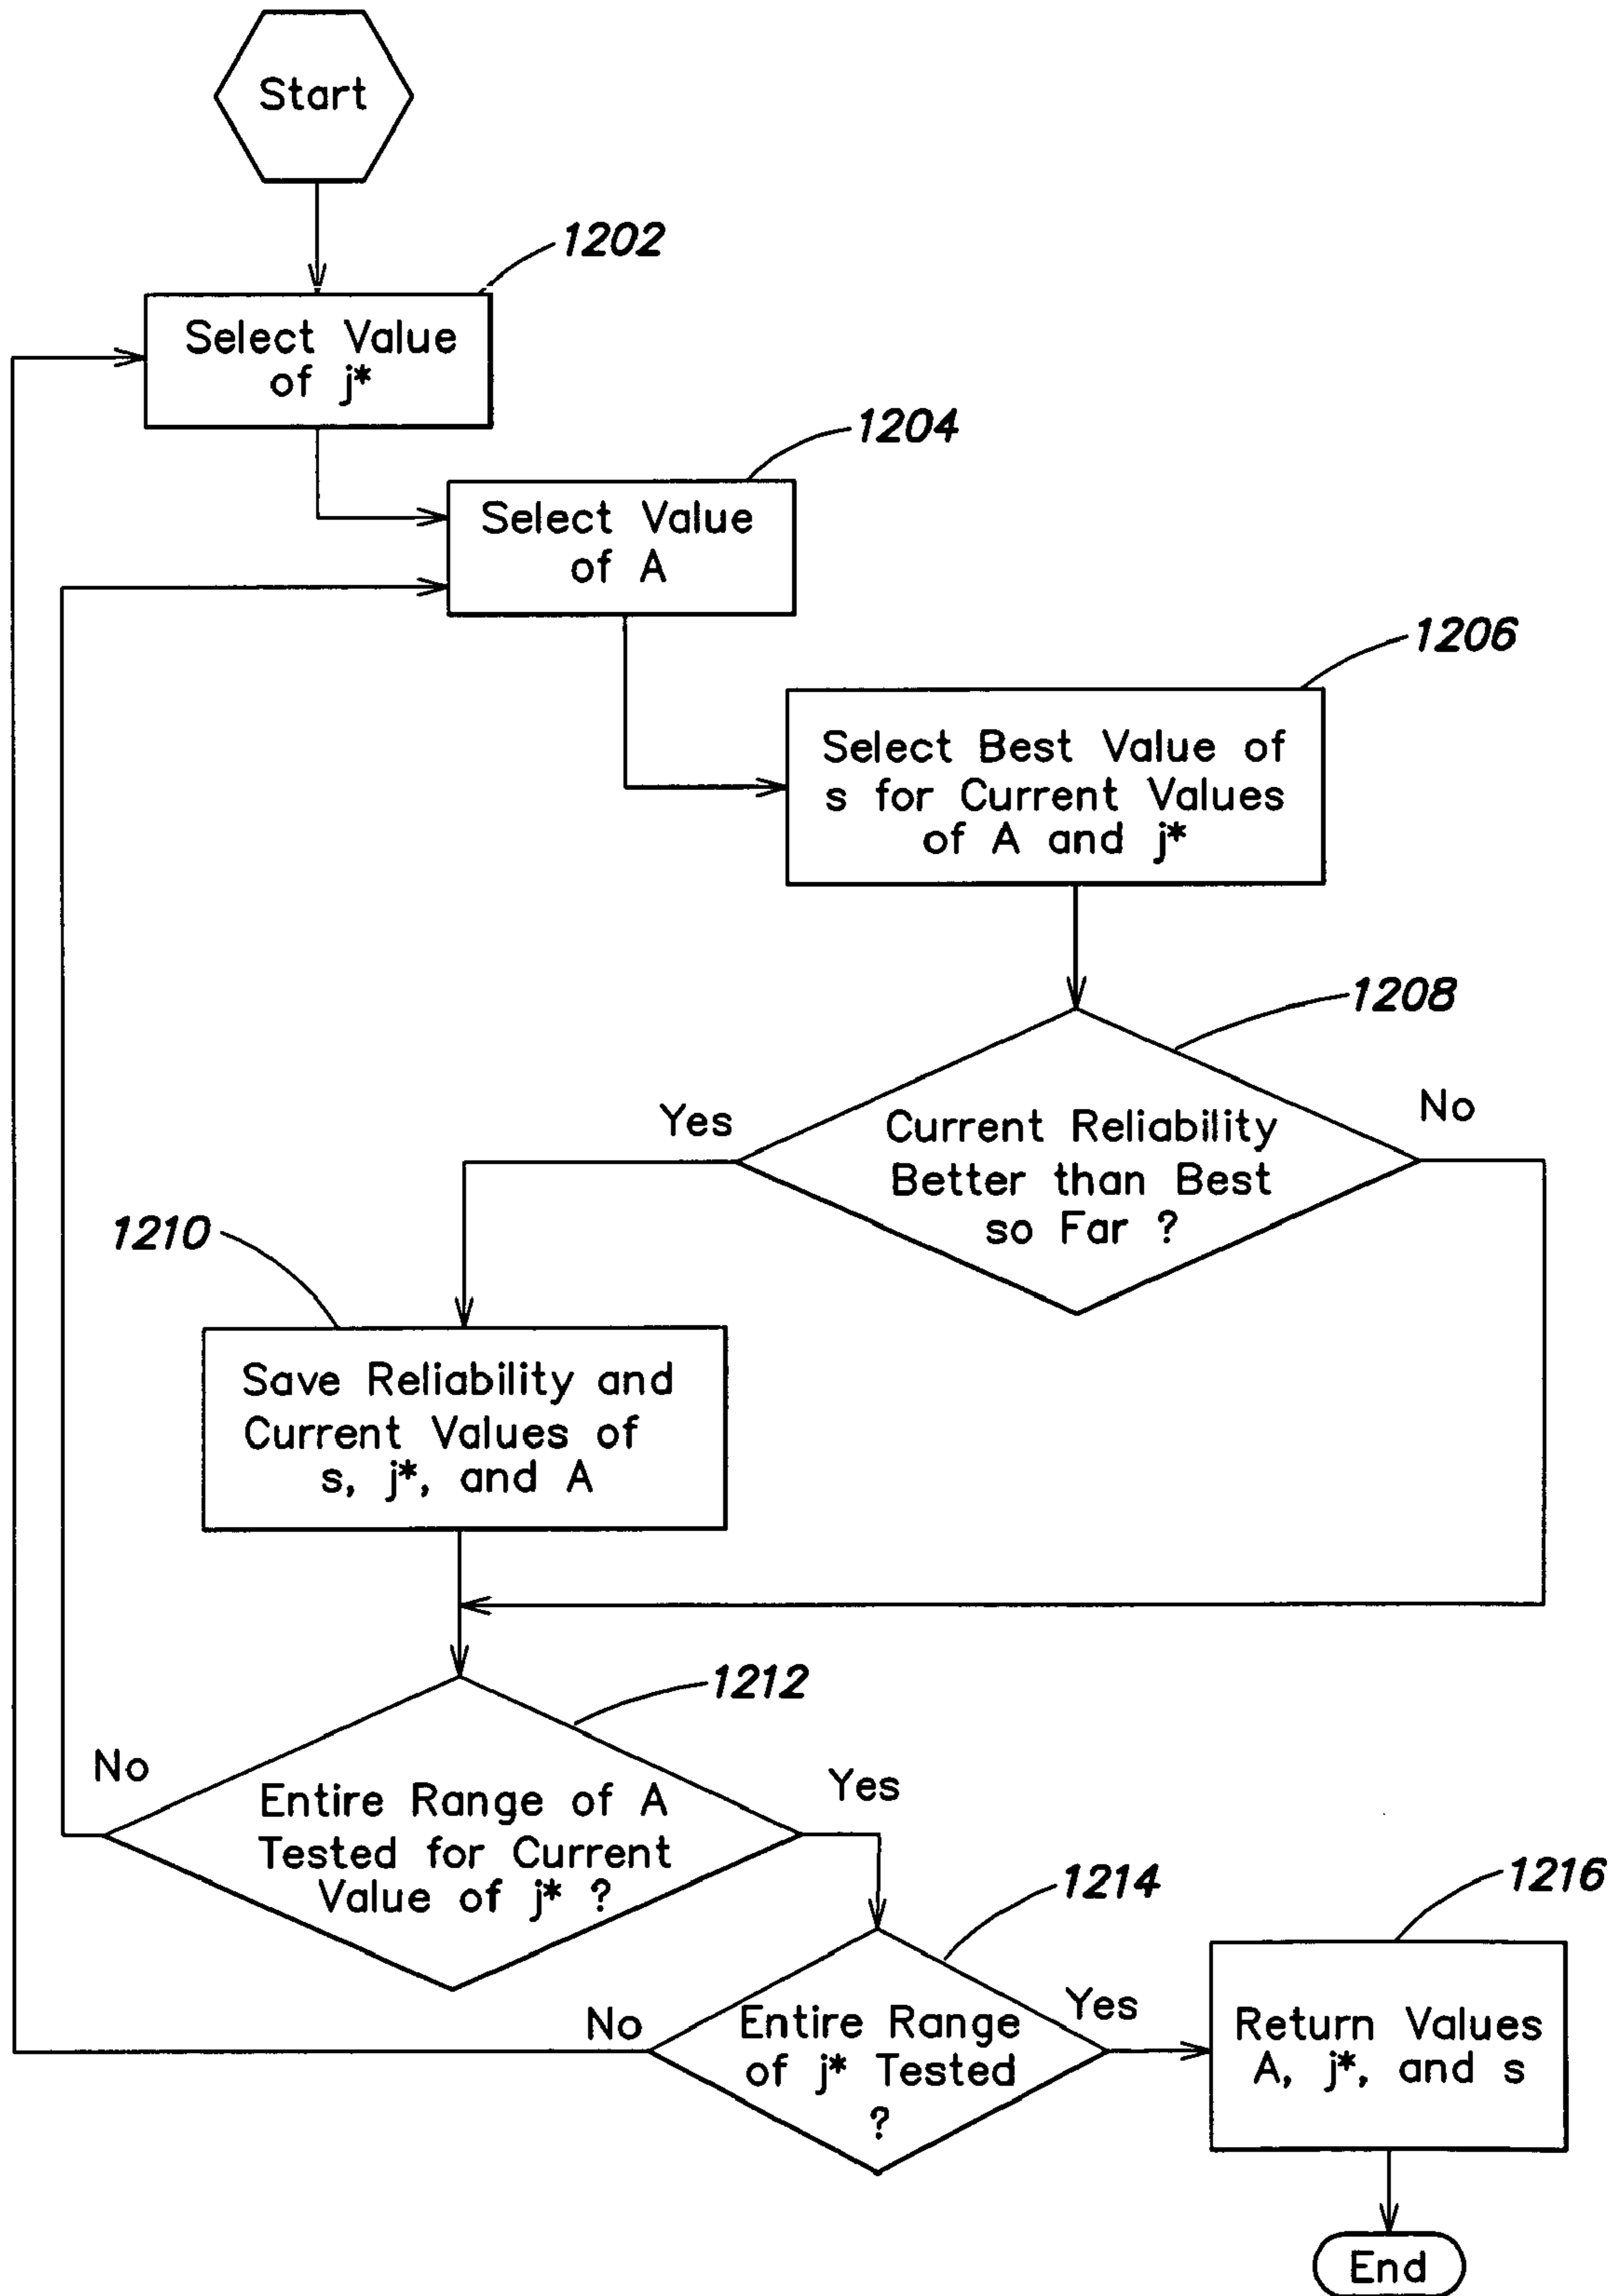 Start
1202
Select Value
of j*
1204
Select Value
of A
1206
Select Best Value of
s for Current Values
of A and j*
1208
Yes
No
Current Reliability
Better than Best
so Far ?
1210
Save Reliability and
Current Values of
s, j*, and A
1212
No
Yes
Entire Range of A
Tested for Current
Value of j* ?
1214
1216
No
Yes
Entire Range
of j* Tested
?
Return Values
A, j*, and s
End